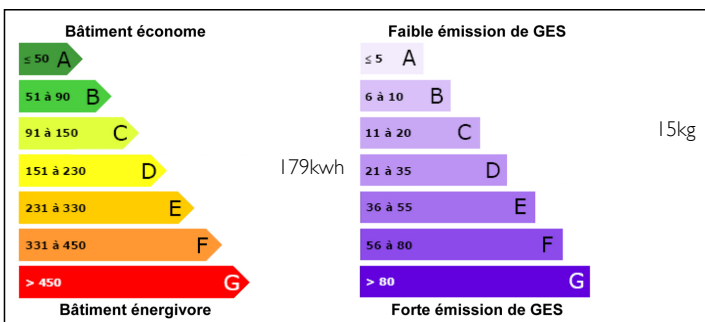 Bâtiment économe
≤ 50 A
51 à 90 B
91 à 150 C
151 à 230 D
231 à 330 E
331 à 450 F
> 450 G
Bâtiment énergivore
179kwh
Faible émission de GES
≤ 5 A
6 à 10 B
11 à 20 C
21 à 35 D
36 à 55 E
56 à 80 F
> 80 G
Forte émission de GES
15kg